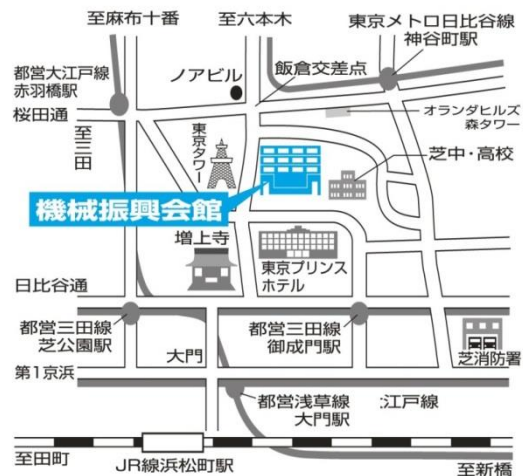 至麻布十番
至六本木
東京メトロ日比谷線
神谷町駅
都営大江戸線
赤羽橋駅
ノアビル
飯倉交差点
桜田通
オランダヒルズ
森タワー
至三田
東京タワー
芝中・高校
機械振興会館
増上寺
東京プリンス
ホテル
日比谷通
都営三田線
芝公園駅
都営三田線
御成門駅
大門
芝消防署
第1京浜
都営浅草線
大門駅
江戸線
至田町
JR線浜松町駅
至新橋